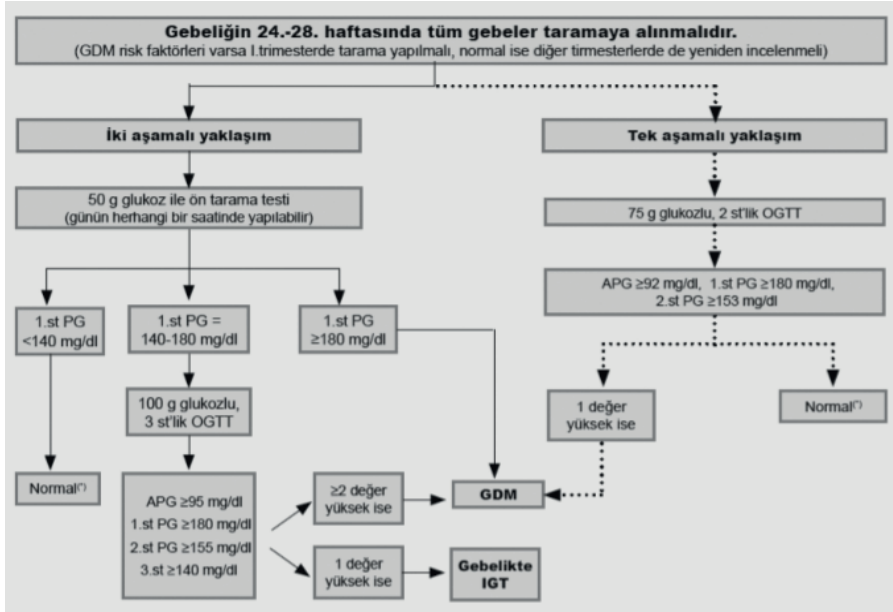 Gebeliğin 24.-28. haftasında tüm gebeler taramaya alınmalıdır.
(GDM risk faktörleri varsa I.trimesterde tarama yapılmalı, normal ise diğer tirmesterlerde de yeniden incelenmeli)
İki aşamalı yaklaşım
50 g glukoz ile ön tarama testi
(günün herhangi bir saatinde yapılabilir)
1.st PG
<140 mg/dl
1.st PG =
140-180 mg/dl
1.st PG
≥180 mg/dl
100 g glukozlu,
3 st'lik OGTT
Normal(*)
APG ≥95 mg/dl
1.st PG ≥180 mg/dl
2.st PG ≥155 mg/dl
3.st ≥140 mg/dl
≥2 değer
yüksek ise
1 değer
yüksek ise
GDM
Gebelikte
IGT
Tek aşamalı yaklaşım
75 g glukozlu, 2 st'lik OGTT
APG ≥92 mg/dl, 1.st PG ≥180 mg/dl,
2.st PG ≥153 mg/dl
1 değer
yüksek ise
Normal(*)